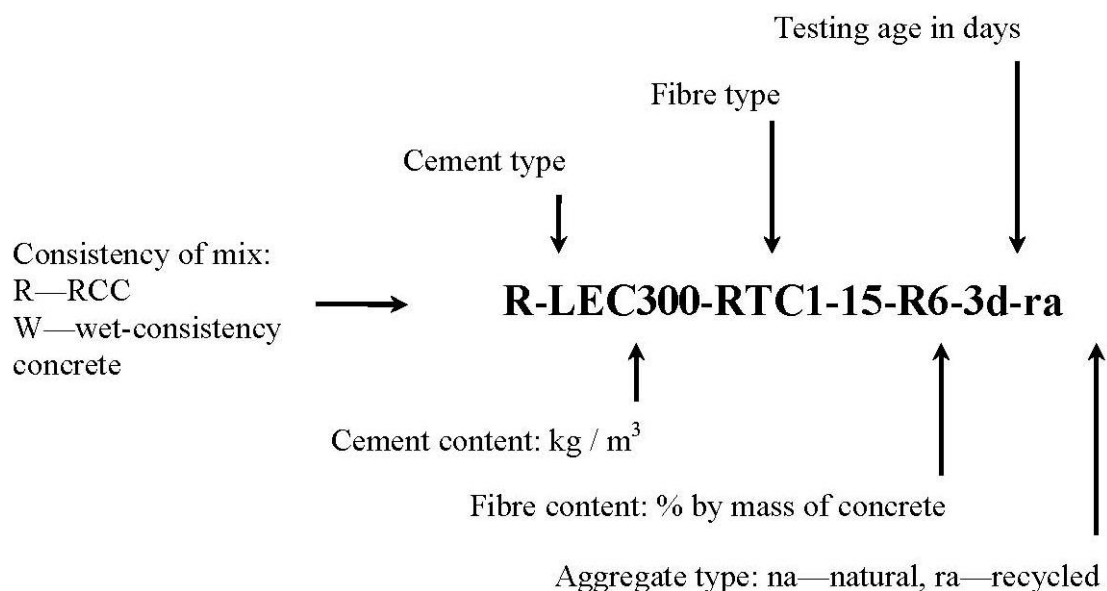 Testing age in days
Fibre type
Cement type
Consistency of mix:
R—RCC
W—wet-consistency
concrete
R-LEC300-RTC1-15-R6-3d-ra
Cement content: kg / m³
Fibre content: % by mass of concrete
Aggregate type: na—natural, ra—recycled